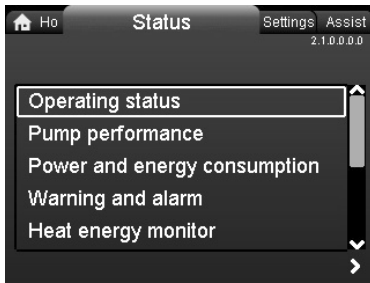 Ho Status Settings Assist
2.1.0.0.0.0
Operating status
Pump performance
Power and energy consumption
Warning and alarm
Heat energy monitor